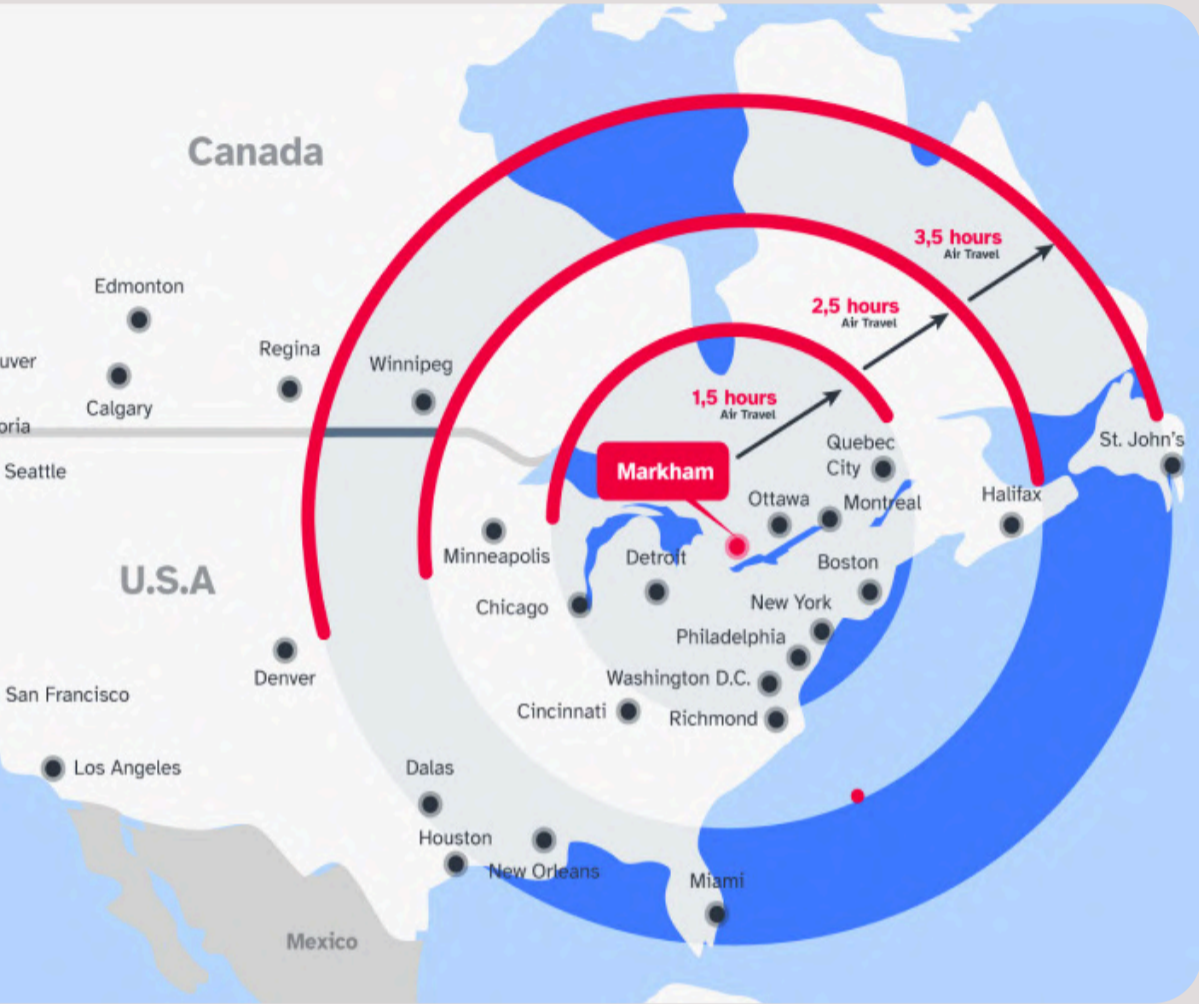 Canada
3,5 hours
Air Travel
Edmonton
2,5 hours
Air Travel
Regina
uver
Winnipeg
1,5 hours
Air Travel
Calgary
oria
Quebec
City
St. John's
Seattle
Markham
Ottawa
Montreal
Halifax
Minneapolis
Detroit
Boston
U.S.A
Chicago
New York
Philadelphia
Denver
Washington D.C.
San Francisco
Cincinnati
Richmond
Los Angeles
Dalas
Houston
New Orleans
Miami
Mexico